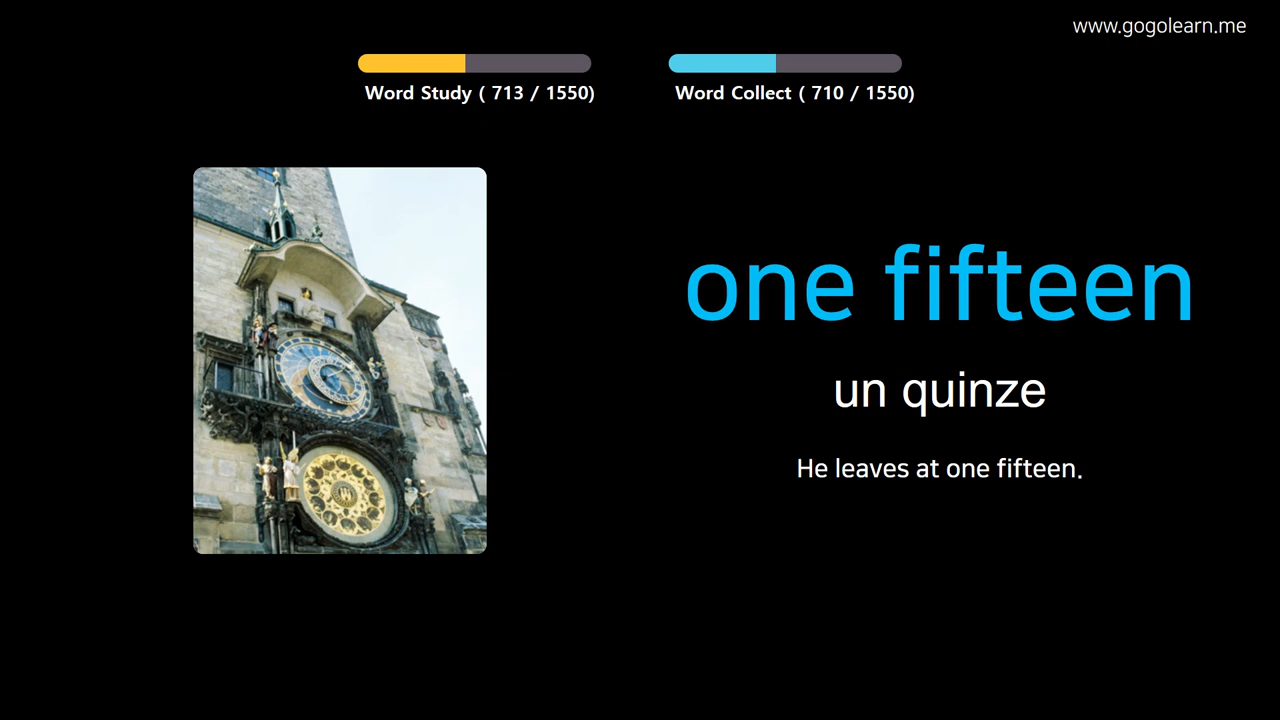 www.gogolearn.me
Word Study ( 713 / 1550)
Word Collect ( 710 / 1550)
one fifteen
un quinze
He leaves at one fifteen.